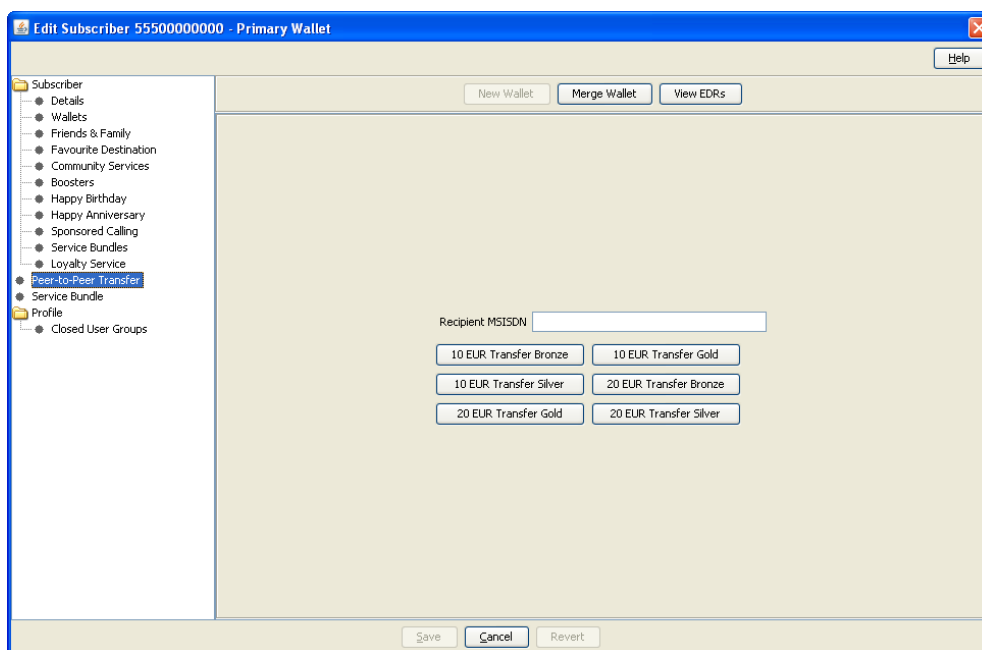 Edit Subscriber 55500000000 - Primary Wallet
Help
New Wallet Merge Wallet View EDRs
Subscriber
Details
Wallets
Friends & Family
Favourite Destination
Community Services
Boosters
Happy Birthday
Happy Anniversary
Sponsored Calling
Service Bundles
Loyalty Service
Peer-to-Peer Transfer
Service Bundle
Profile
Closed User Groups
Recipient MSISDN
10 EUR Transfer Bronze 10 EUR Transfer Gold
10 EUR Transfer Silver 20 EUR Transfer Bronze
20 EUR Transfer Gold 20 EUR Transfer Silver
Save Cancel Revert